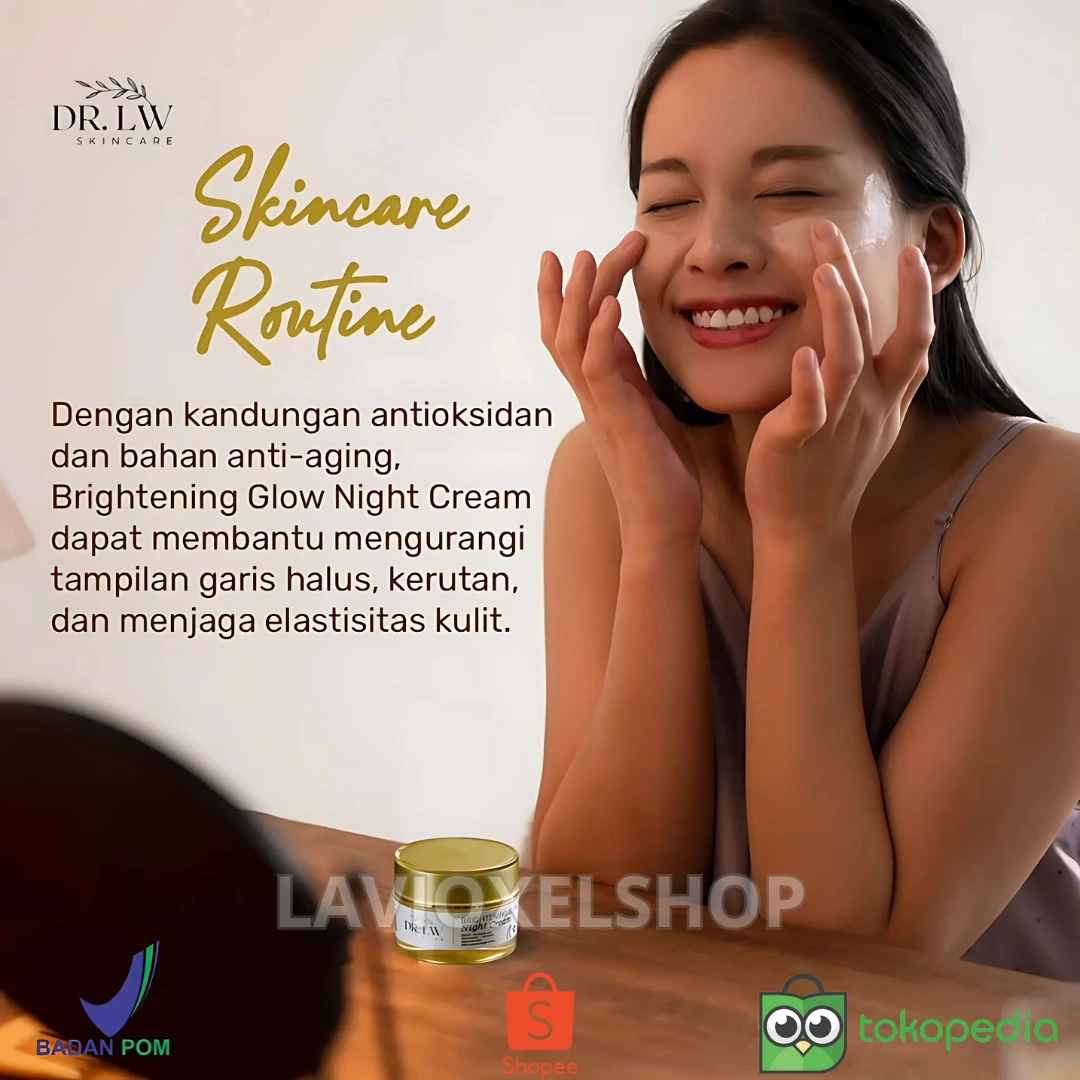 DR. LW
SKINCARE
Skincare
Routine
Dengan kandungan antioksidan
dan bahan anti-aging,
Brightening Glow Night Cream
dapat membantu mengurangi
tampilan garis halus, kerutan,
dan menjaga elastisitas kulit.
LAVIOXELSHOP
DR. LW
Night Cream
BADAN POM
S
Shopee
tokopedia